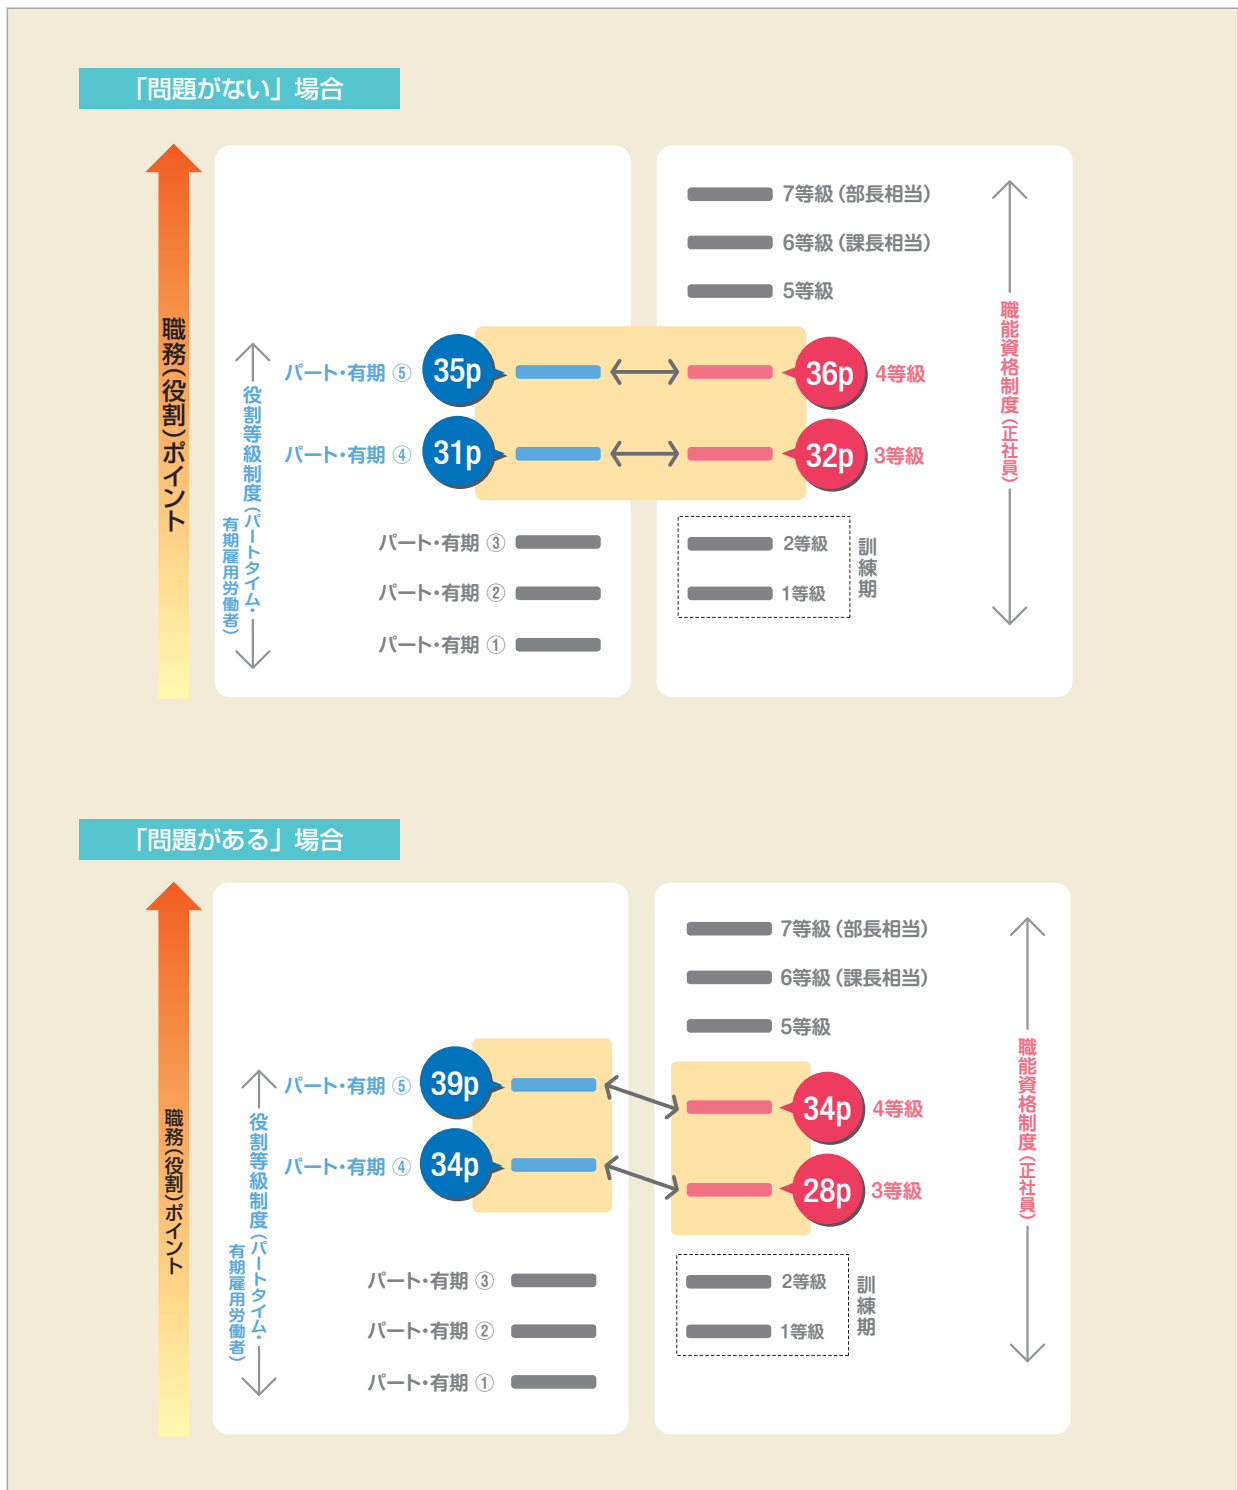 「問題がない」場合
職務(役割)ポイント
役割等級制度(パートタイム・
有期雇用労働者)
7等級(部長相当)
6等級(課長相当)
5等級
パート・有期 ⑤
35p
36p
4等級
パート・有期 ④
31p
32p
3等級
パート・有期 ③
2等級
パート・有期 ②
1等級
訓練期
パート・有期 ①
職能資格制度(正社員)
「問題がある」場合
職務(役割)ポイント
役割等級制度(パートタイム・
有期雇用労働者)
7等級(部長相当)
6等級(課長相当)
5等級
パート・有期 ⑤
39p
34p
4等級
パート・有期 ④
34p
28p
3等級
パート・有期 ③
2等級
パート・有期 ②
1等級
訓練期
パート・有期 ①
職能資格制度(正社員)